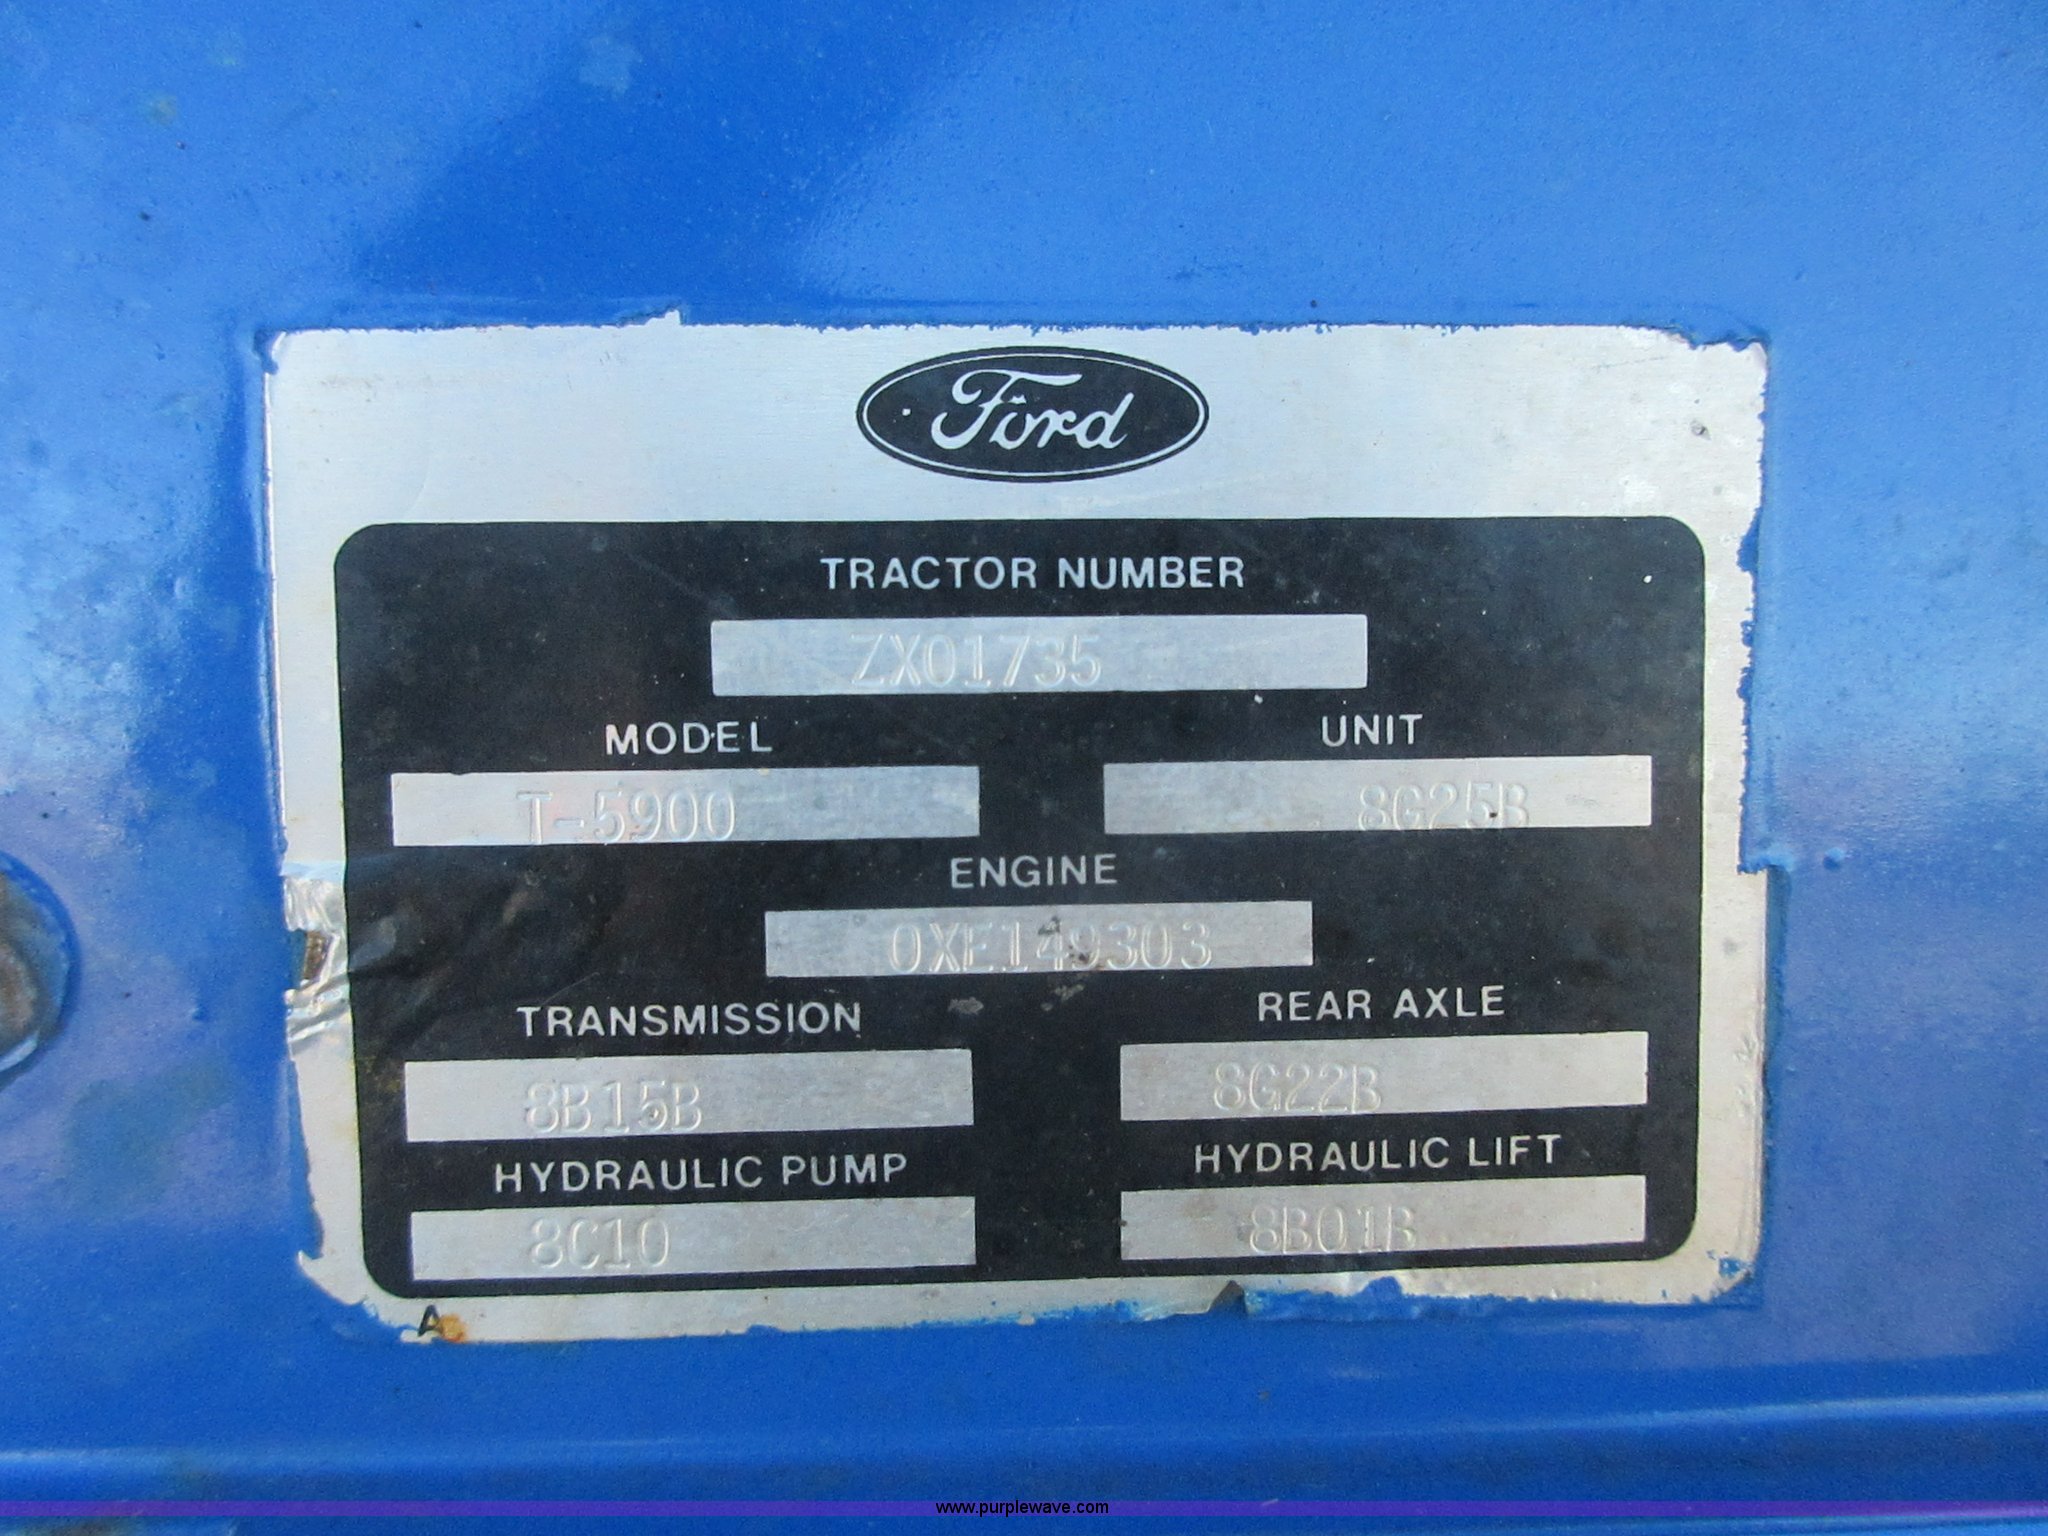 Ford
TRACTOR NUMBER
ZX01735
MODEL UNIT
T-5900 8G25B
ENGINE
0XE149303
TRANSMISSION REAR AXLE
8B15B 8G22B
HYDRAULIC PUMP HYDRAULIC LIFT
8C10 8B01B
A
www.purplewave.com